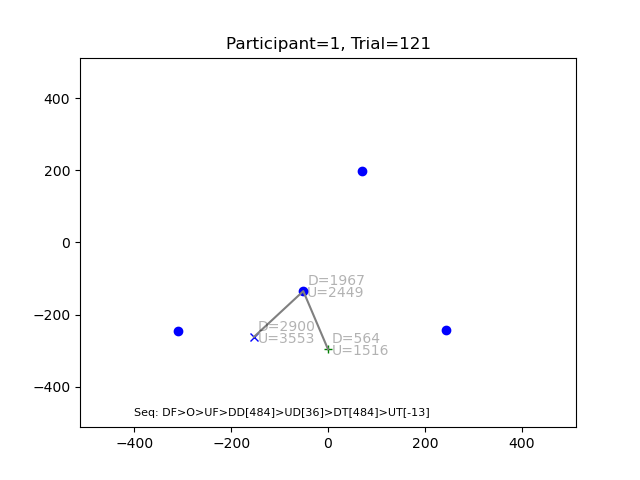 Participant=1, Trial=121
400
200
0
−200
−400
D=1967
U=2449
D=2900
U=3553
D=564
U=1516
Seq: DF>O>UF>DD[484]>UD[36]>DT[484]>UT[-13]
−400
−200
0
200
400